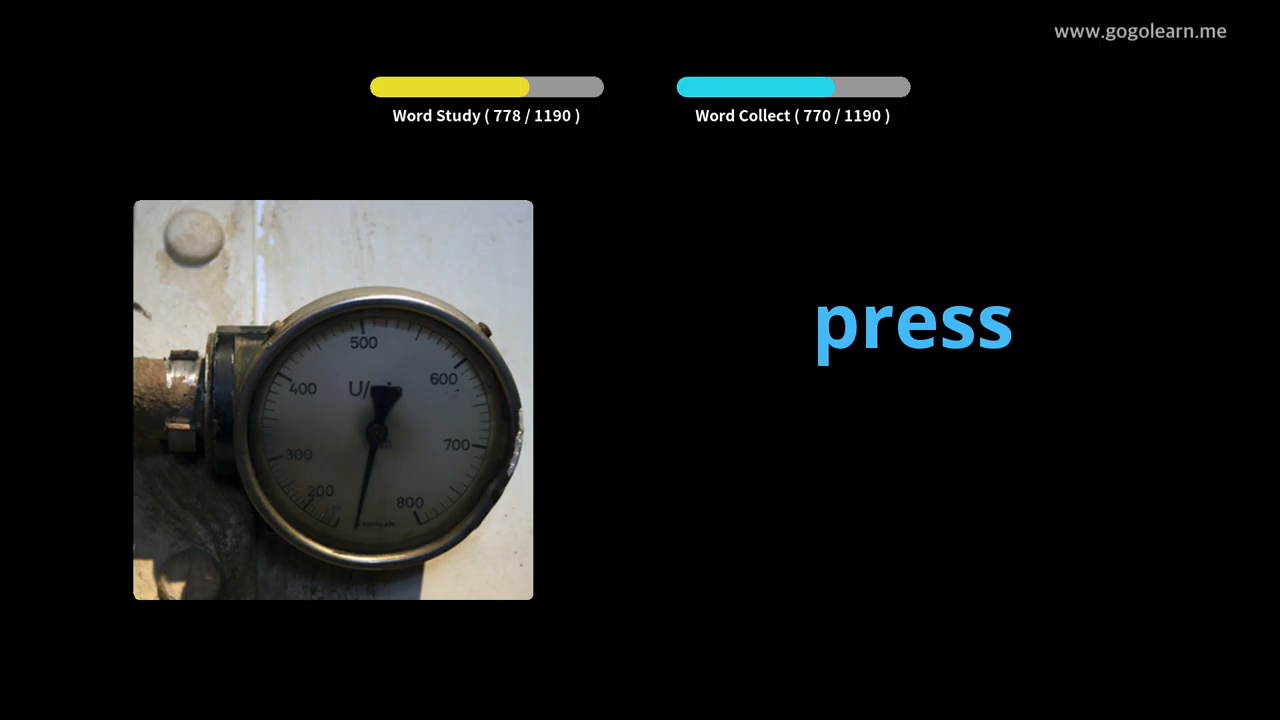 www.gogolearn.me
Word Study ( 778 / 1190 )
Word Collect ( 770 / 1190 )
press
500
400
600
U/
300
700
200
800